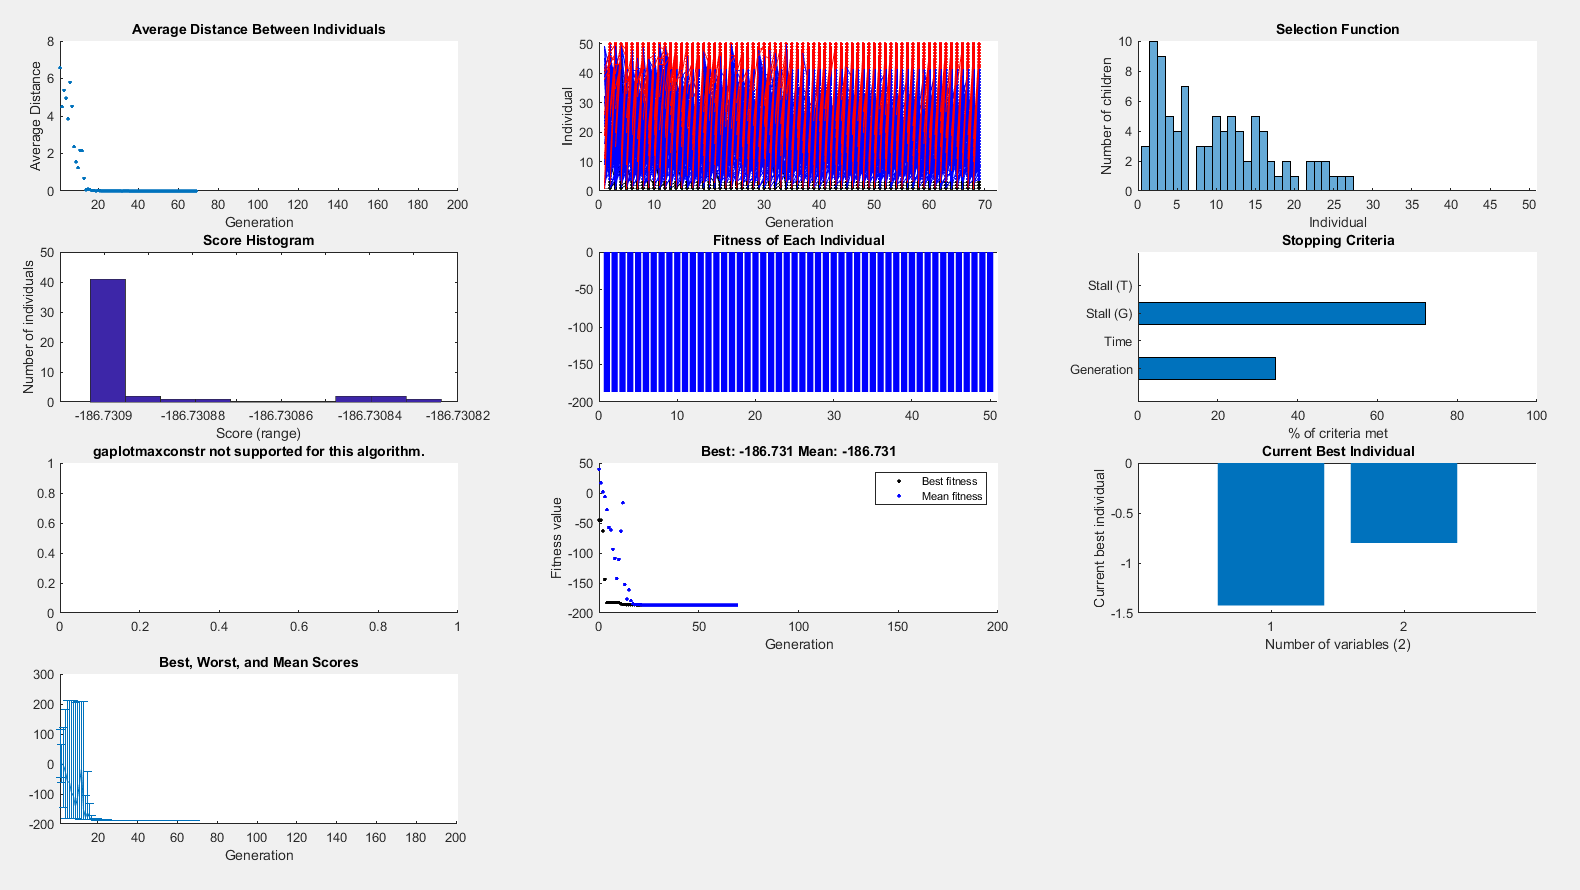 Average Distance Between Individuals
8
6
4
2
0
Average Distance
20 40 60 80 100 120 140 160 180 200
Generation
50
40
30
20
10
0
Individual
0 10 20 30 40 50 60 70
Generation
Selection Function
10
8
6
4
2
0
Number of children
0 5 10 15 20 25 30 35 40 45 50
Individual
Score Histogram
50
40
30
20
10
0
Number of individuals
-186.7309 -186.73088 -186.73086 -186.73084 -186.73082
Score (range)
Fitness of Each Individual
0
-50
-100
-150
-200
0 10 20 30 40 50
Stopping Criteria
Stall (T)
Stall (G)
Time
Generation
0 20 40 60 80 100
% of criteria met
gaplotmaxconstr not supported for this algorithm.
1
0.8
0.6
0.4
0.2
0
0 0.2 0.4 0.6 0.8 1
Best: -186.731 Mean: -186.731
50
0
-50
-100
-150
-200
Fitness value
Best fitness
Mean fitness
0 50 100 150 200
Generation
Current Best Individual
0
-0.5
-1
-1.5
Current best individual
1 2
Number of variables (2)
Best, Worst, and Mean Scores
300
200
100
0
-100
-200
20 40 60 80 100 120 140 160 180 200
Generation